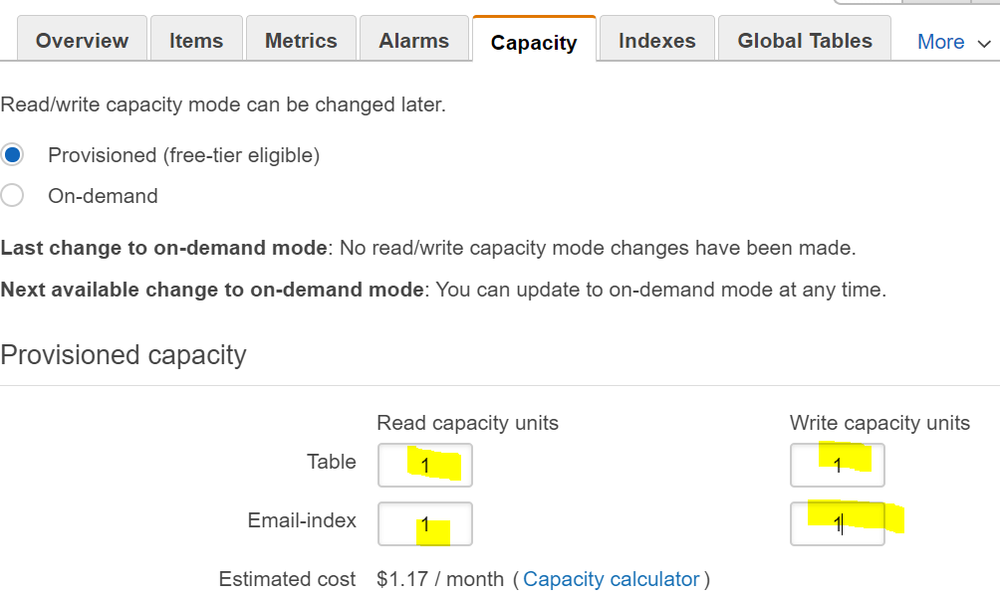 Overview Items Metrics Alarms Capacity Indexes Global Tables More
Read/write capacity mode can be changed later.
Provisioned (free-tier eligible)
On-demand
Last change to on-demand mode: No read/write capacity mode changes have been made.
Next available change to on-demand mode: You can update to on-demand mode at any time.
Provisioned capacity
Read capacity units Write capacity units
Table 1 1
Email-index 1 1
Estimated cost $1.17 / month ( Capacity calculator )